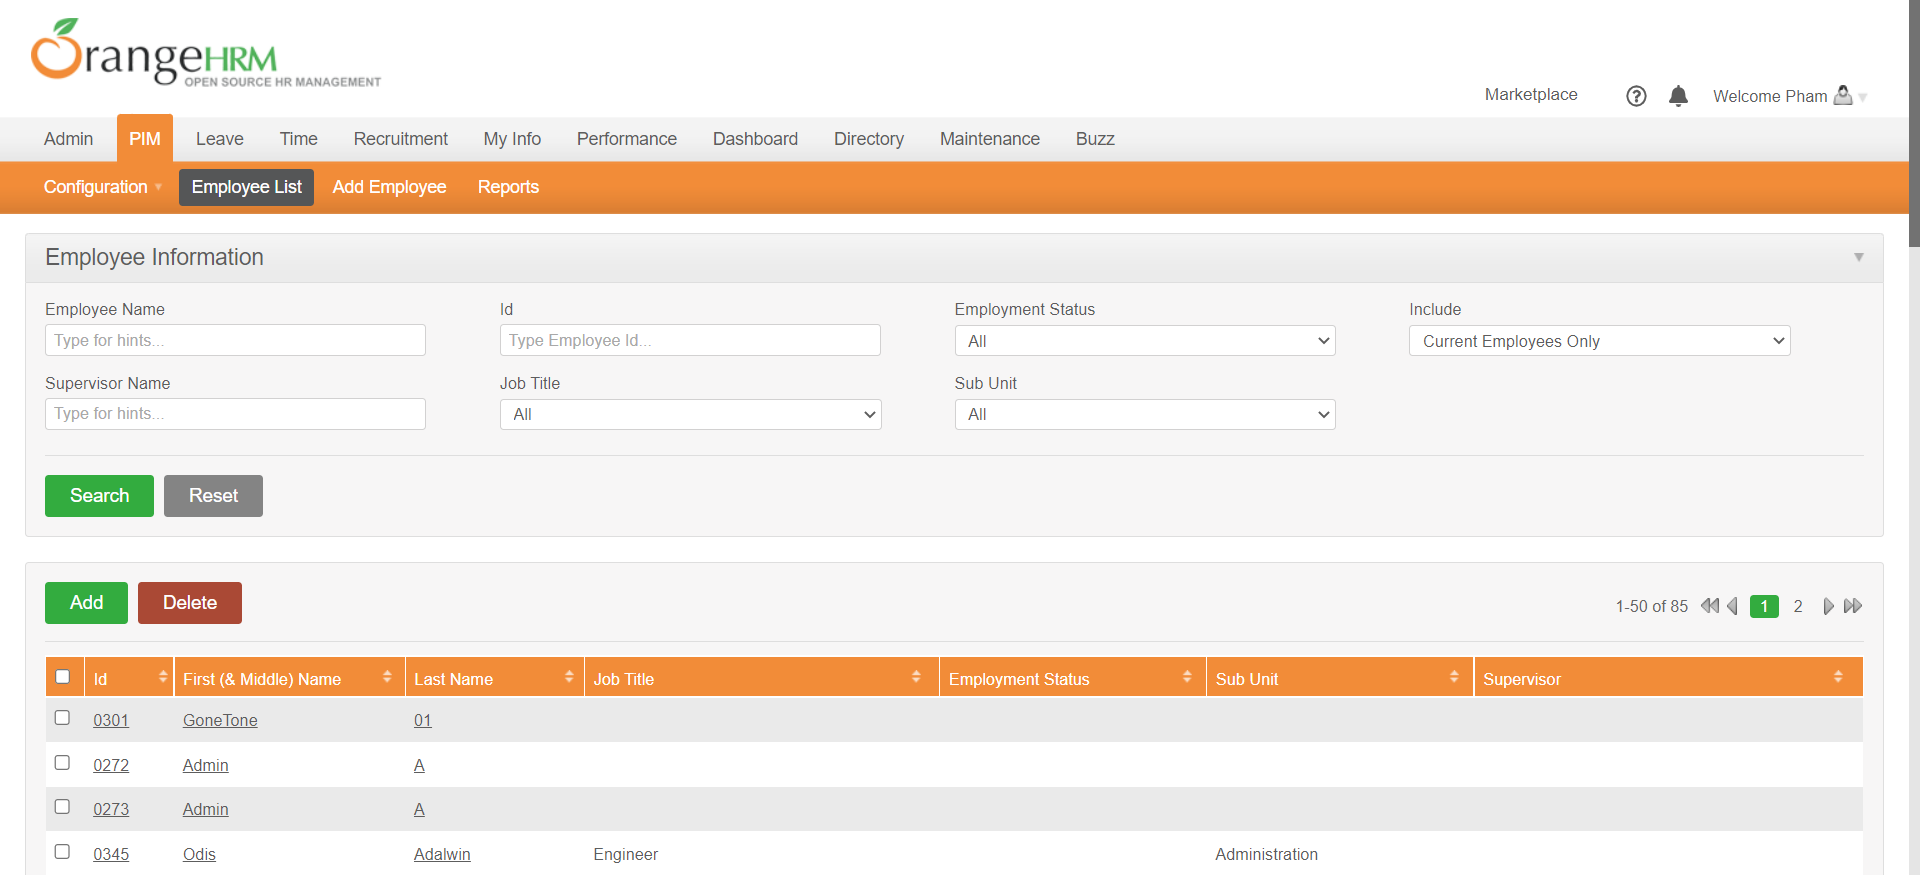 OrangeHRM
OPEN SOURCE HR MANAGEMENT
Marketplace
Welcome Pham
Admin PIM Leave Time Recruitment My Info Performance Dashboard Directory Maintenance Buzz
Configuration Employee List Add Employee Reports
Employee Information
Employee Name Id Employment Status Include
Type for hints... Type Employee Id... All Current Employees Only
Supervisor Name Job Title Sub Unit
Type for hints... All All
Search Reset
Add Delete 1-50 of 85 1 2
Id First (& Middle) Name Last Name Job Title Employment Status Sub Unit Supervisor
0301 GoneTone 01
0272 Admin A
0273 Admin A
0345 Odis Adalwin Engineer Administration